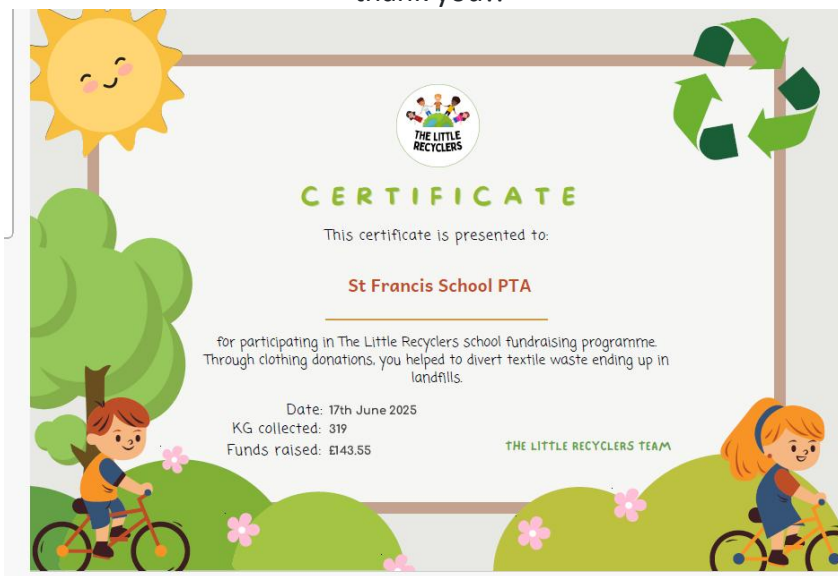 thank you!!
THE LITTLE
RECYCLERS
CERTIFICATE
This certificate is presented to:
St Francis School PTA
for participating in The Little Recyclers school fundraising programme.
Through clothing donations, you helped to divert textile waste ending up in
landfills.
Date: 17th June 2025
KG collected: 319
Funds raised: £143.55
THE LITTLE RECYCLERS TEAM